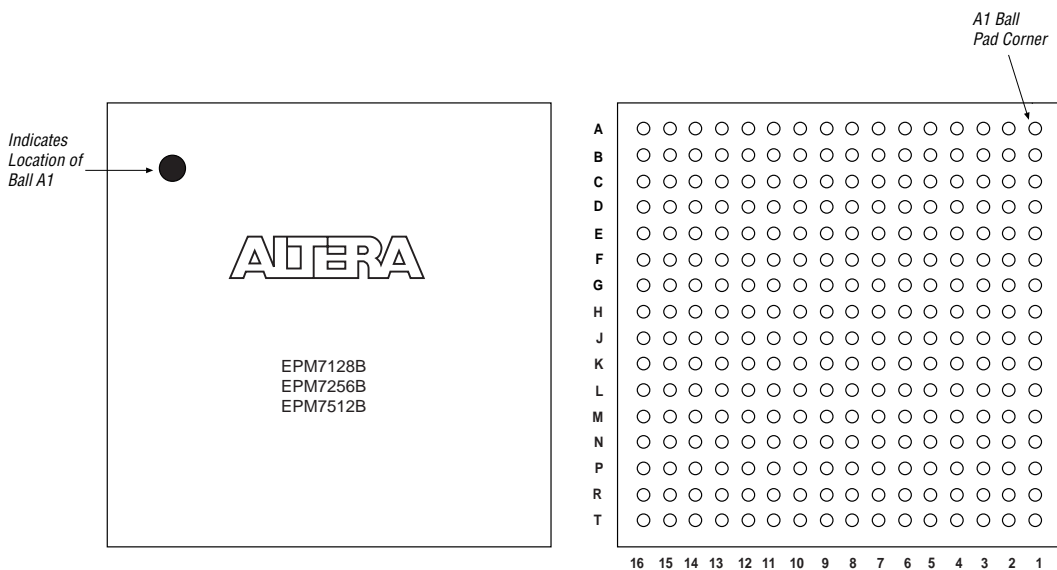 A1 Ball
Pad Corner
Indicates
Location of
Ball A1
ALTERA
EPM7128B
EPM7256B
EPM7512B
A
B
C
D
E
F
G
H
J
K
L
M
N
P
R
T
16 15 14 13 12 11 10 9 8 7 6 5 4 3 2 1